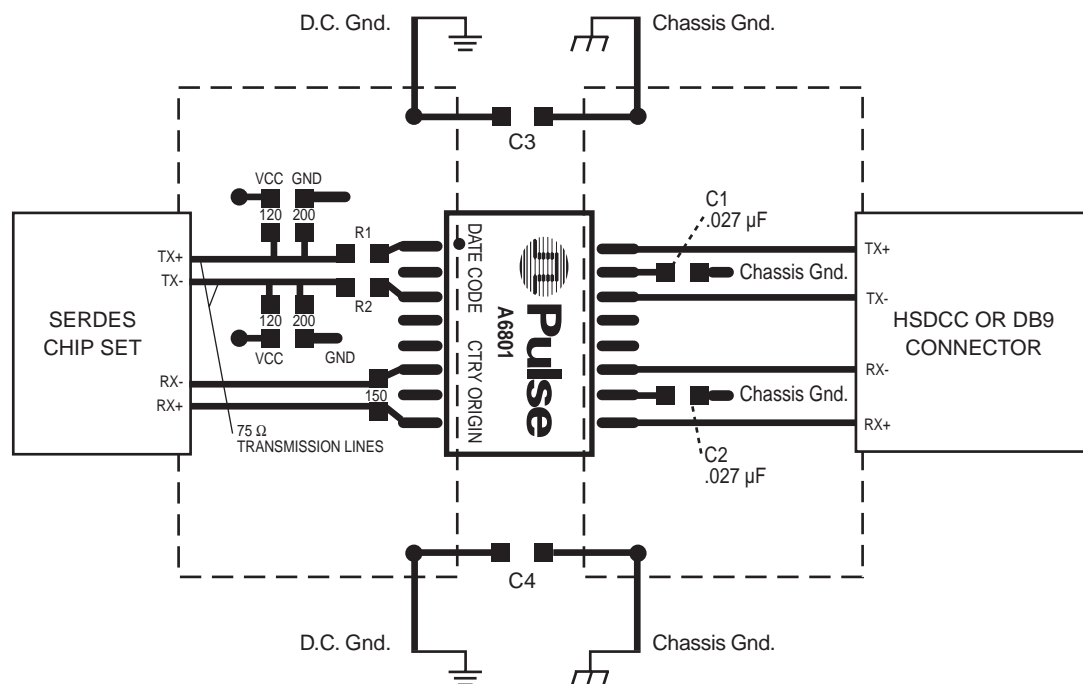 D.C. Gnd.
Chassis Gnd.
C3
VCC GND
120 200
R1
C1
.027 µF
SERDES
CHIP SET
TX+
TX-
RX-
RX+
R2
120 200
VCC
GND
150
75 Ω
TRANSMISSION LINES
DATE CODE
CTRY ORIGIN
A6801
Pulse
Chassis Gnd.
Chassis Gnd.
C2
.027 µF
TX+
TX-
RX-
RX+
HSDCC OR DB9
CONNECTOR
C4
D.C. Gnd.
Chassis Gnd.